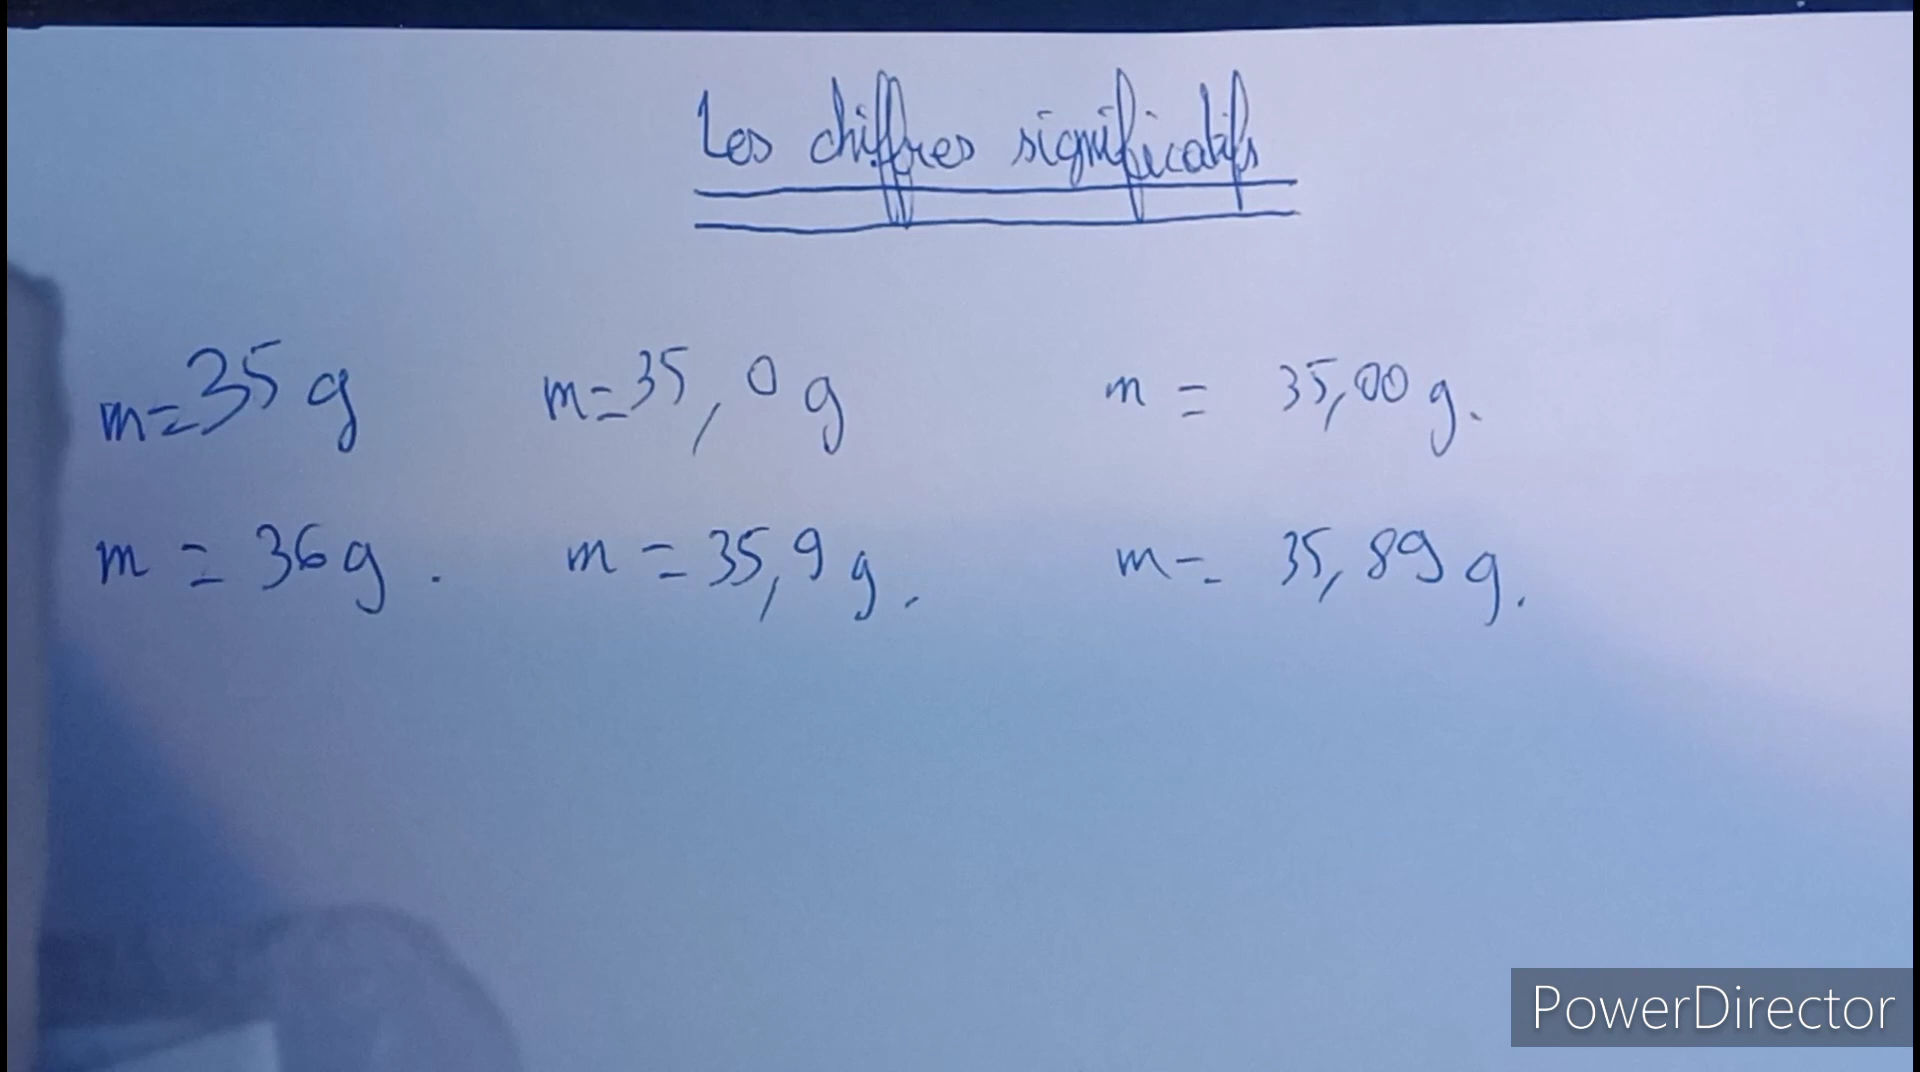 Les chiffres significatifs
m=35 g m=35,0 g m = 35,00 g.
m = 36 g. m = 35,9 g. m = 35,89 g.
PowerDirector